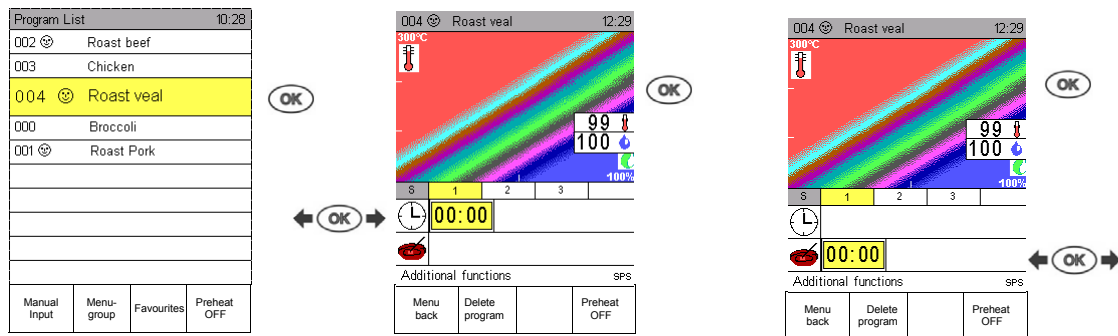 Program List 10:28
002 Roast beef
003 Chicken
004 Roast veal
000 Broccoli
001 Roast Pork
Manual Input
Menu-group
Favourites
Preheat OFF
OK
OK
004 Roast veal 12:29
300°C
99
100
100%
S 1 2 3
00:00
Additional functions SPS
Menu back
Delete program
Preheat OFF
OK
004 Roast veal 12:29
300°C
99
100
100%
S 1 2 3
00:00
Additional functions SPS
Menu back
Delete program
Preheat OFF
OK
OK